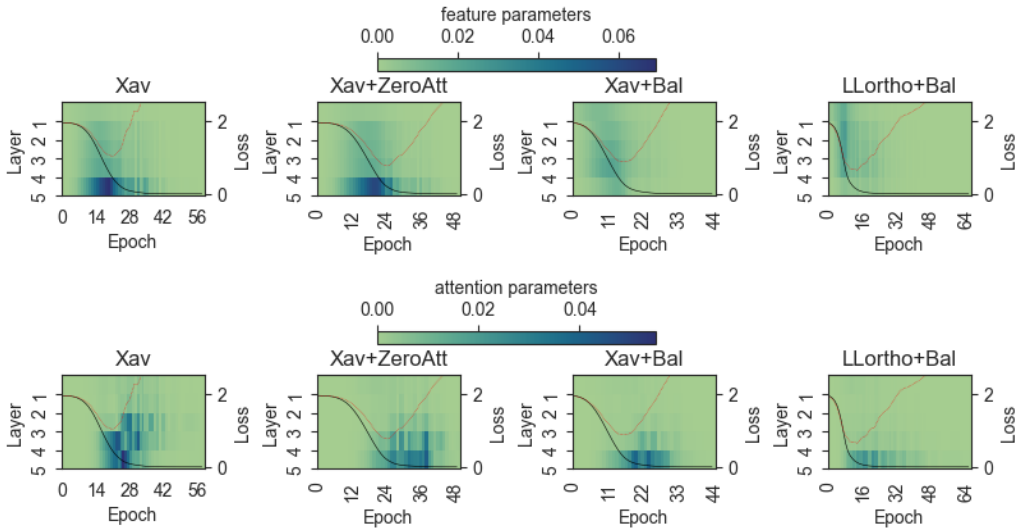 feature parameters
0.00 0.02 0.04 0.06
Xav Xav+ZeroAtt Xav+Bal LLortho+Bal
Layer 1 2 3 4 5 2 0 Loss
Layer 1 2 3 4 5 2 0 Loss
Layer 1 2 3 4 5 2 0 Loss
Layer 1 2 3 4 5 2 0 Loss
0 14 28 42 56 0 12 24 36 48 0 11 22 33 44 0 16 32 48 64
Epoch Epoch Epoch Epoch
attention parameters
0.00 0.02 0.04
Xav Xav+ZeroAtt Xav+Bal LLortho+Bal
Layer 1 2 3 4 5 2 0 Loss
Layer 1 2 3 4 5 2 0 Loss
Layer 1 2 3 4 5 2 0 Loss
Layer 1 2 3 4 5 2 0 Loss
0 14 28 42 56 0 12 24 36 48 0 11 22 33 44 0 16 32 48 64
Epoch Epoch Epoch Epoch